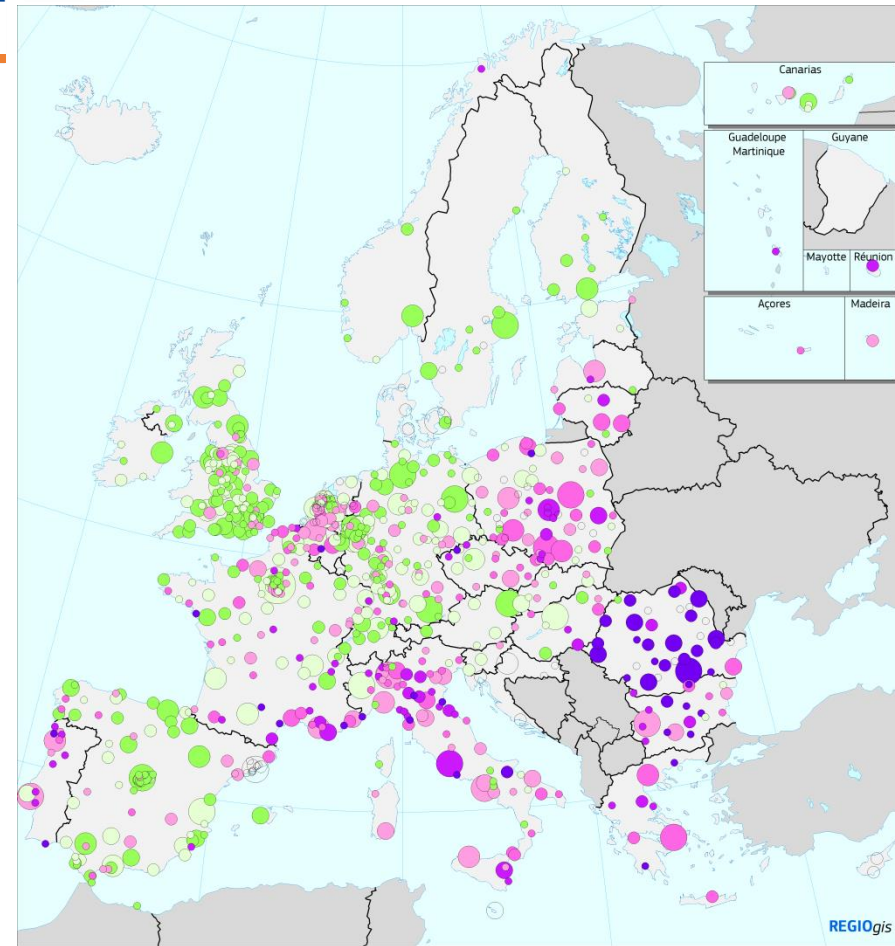 Canarias
Guadeloupe
Martinique
Guyane
Mayotte
Réunion
Açores
Madeira
REGIOgis